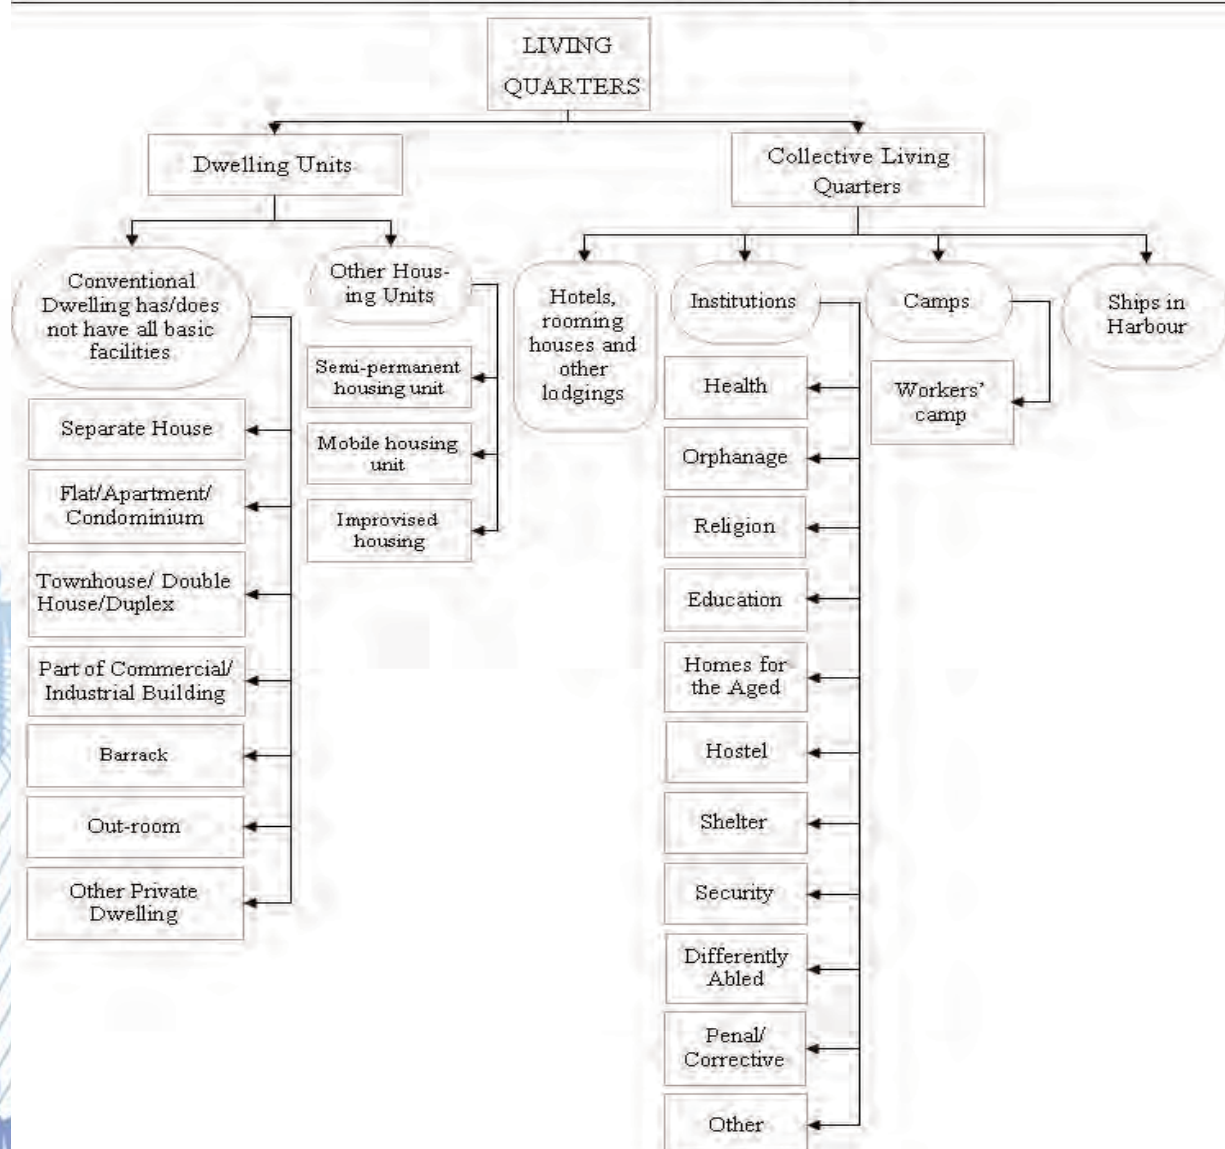 LIVING
QUARTERS
Dwelling Units
Collective Living
Quarters
Conventional
Dwelling has/does
not have all basic
facilities
Other Hous-
ing Units
Hotels,
rooming
houses and
other
lodgings
Institutions
Camps
Ships in
Harbour
Separate House
Flat/Apartment/
Condominium
Townhouse/ Double
House/Duplex
Part of Commercial/
Industrial Building
Barrack
Out-room
Other Private
Dwelling
Semi-permanent
housing unit
Mobile housing
unit
Improvised
housing
Health
Orphanage
Religion
Education
Homes for
the Aged
Hostel
Shelter
Security
Differently
Abled
Penal/
Corrective
Other
Workers'
camp